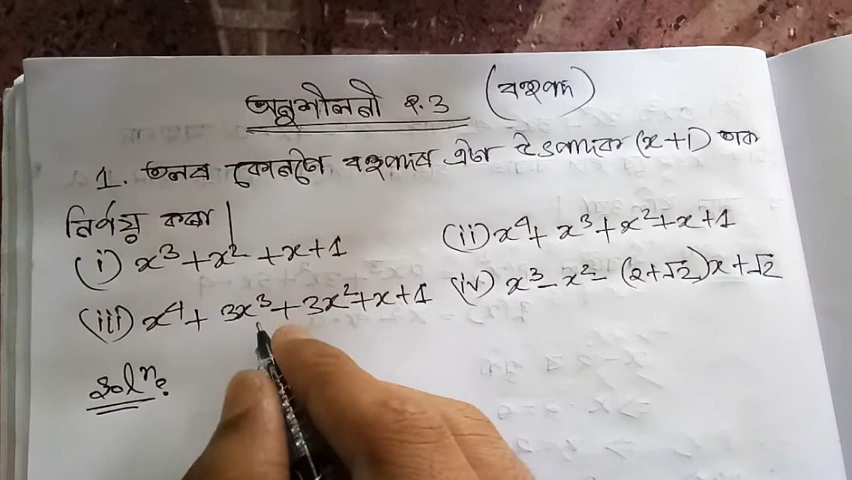 অনুশীলনী 2.3 (বহুপদ)
1. তলৰ কোনটো বহুপদৰ এটা উৎপাদক (x+1) তাক
নিৰ্ণয় কৰা।
(i) x³+x²+x+1 (ii) x⁴+x³+x²+x+1
(iii) x⁴+3x³+3x²+x+1 (iv) x³-x²-(2+√2)x+√2
Solⁿ: